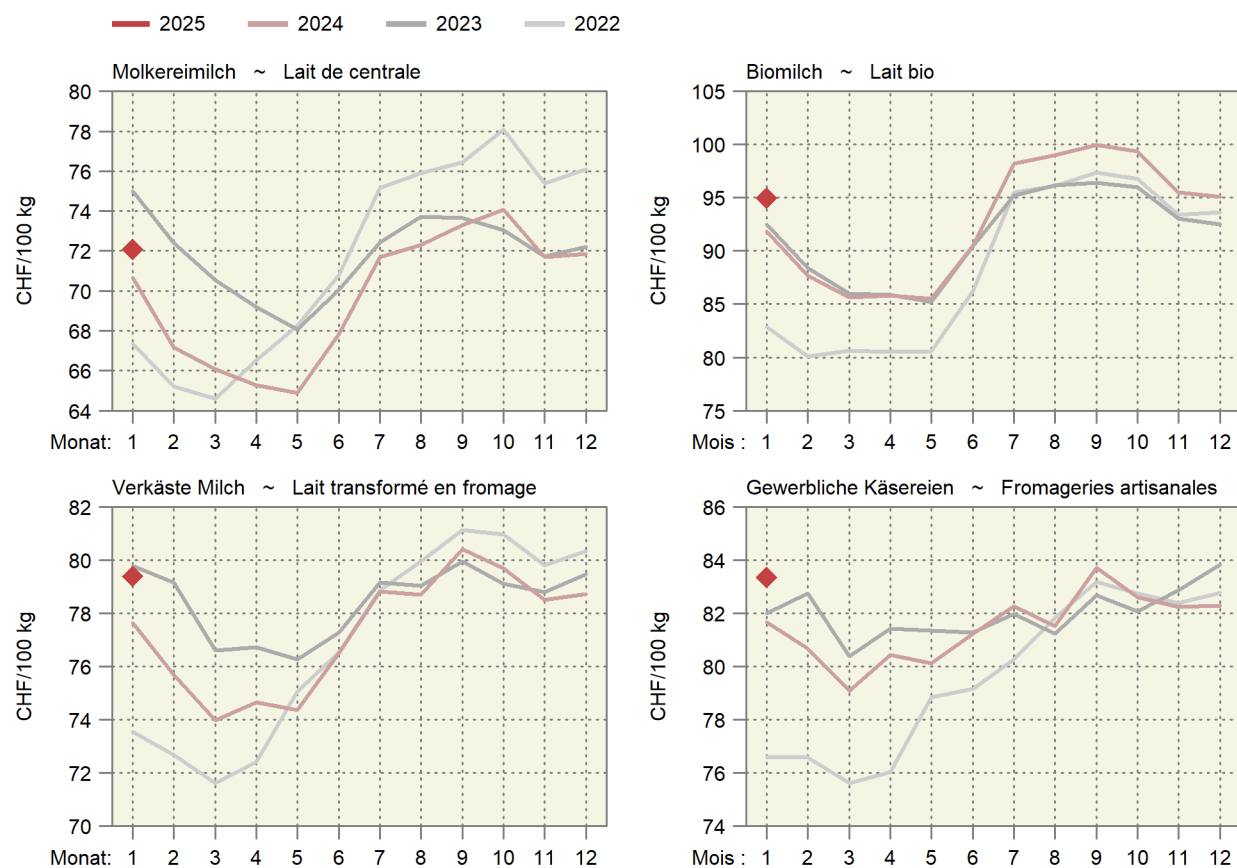 2025 2024 2023 2022
Molkereimilch ~ Lait de centrale
80
78
76
74
72
70
68
66
64
CHF/100 kg
Monat: 1 2 3 4 5 6 7 8 9 10 11 12
Biomilch ~ Lait bio
105
100
95
90
85
80
75
CHF/100 kg
Mois : 1 2 3 4 5 6 7 8 9 10 11 12
Verkäste Milch ~ Lait transformé en fromage
82
80
78
76
74
72
70
CHF/100 kg
Monat: 1 2 3 4 5 6 7 8 9 10 11 12
Gewerbliche Käsereien ~ Fromageries artisanales
86
84
82
80
78
76
74
CHF/100 kg
Mois : 1 2 3 4 5 6 7 8 9 10 11 12